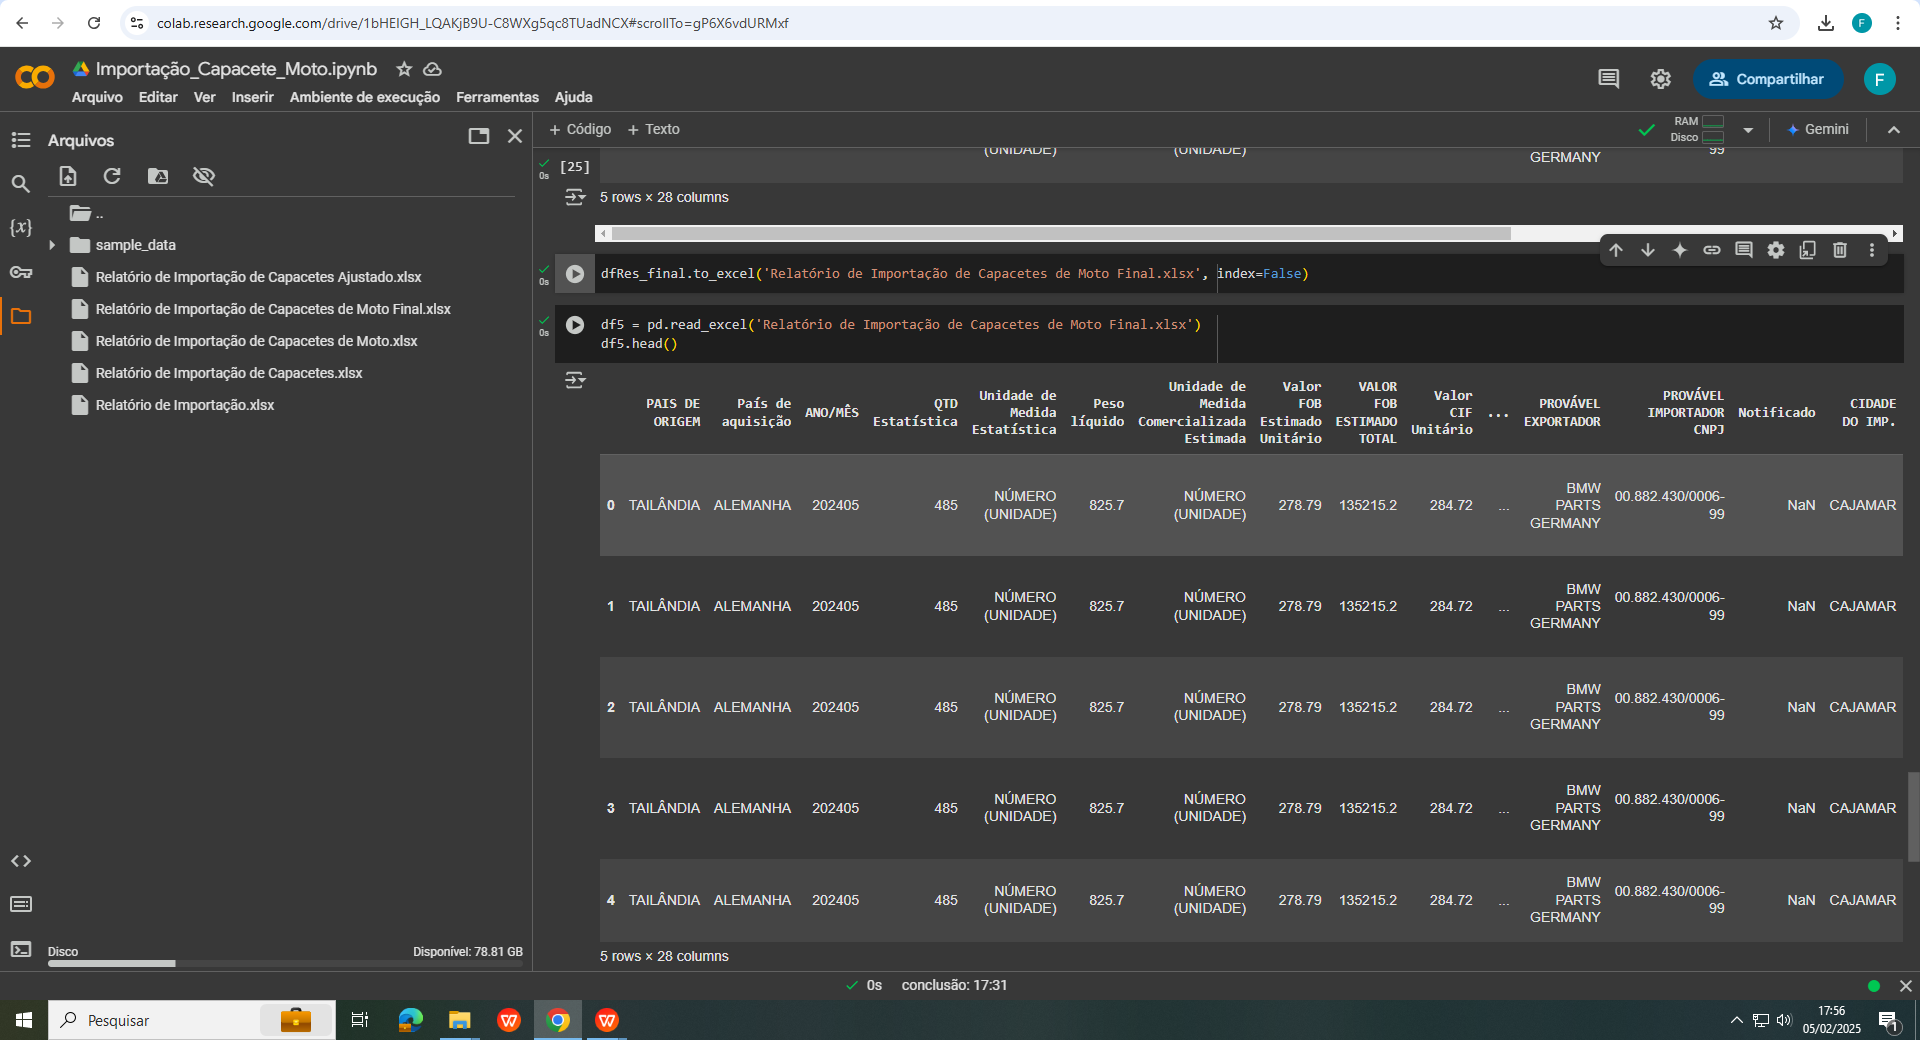 colab.research.google.com/drive/1bHEIGH_LQAKjB9U-C8WXg5qc8TUadNCX#scrollTo=gP6X6vdURMxf
F
Importação_Capacete_Moto.ipynb
Arquivo Editar Ver Inserir Ambiente de execução Ferramentas Ajuda
Compartilhar
F
Arquivos
..
sample_data
Relatório de Importação de Capacetes Ajustado.xlsx
Relatório de Importação de Capacetes de Moto Final.xlsx
Relatório de Importação de Capacetes de Moto.xlsx
Relatório de Importação de Capacetes.xlsx
Relatório de Importação.xlsx
Disco Disponível: 78.81 GB
+ Código + Texto
RAM
Disco
Gemini
0s
[25]
(UNIDADE) (UNIDADE) GERMANY 99
5 rows × 28 columns
0s
dfRes_final.to_excel('Relatório de Importação de Capacetes de Moto Final.xlsx', index=False)
0s
df5 = pd.read_excel('Relatório de Importação de Capacetes de Moto Final.xlsx')
df5.head()
PAIS DE ORIGEM País de aquisição ANO/MÊS QTD Estatística Unidade de Medida Estatística Peso líquido Unidade de Medida Comercializada Estimada Valor FOB Estimado Unitário VALOR FOB ESTIMADO TOTAL Valor CIF Unitário ... PROVÁVEL EXPORTADOR PROVÁVEL IMPORTADOR CNPJ Notificado CIDADE DO IMP.
0 TAILÂNDIA ALEMANHA 202405 485 NÚMERO (UNIDADE) 825.7 NÚMERO (UNIDADE) 278.79 135215.2 284.72 ... BMW PARTS GERMANY 00.882.430/0006-99 NaN CAJAMAR
1 TAILÂNDIA ALEMANHA 202405 485 NÚMERO (UNIDADE) 825.7 NÚMERO (UNIDADE) 278.79 135215.2 284.72 ... BMW PARTS GERMANY 00.882.430/0006-99 NaN CAJAMAR
2 TAILÂNDIA ALEMANHA 202405 485 NÚMERO (UNIDADE) 825.7 NÚMERO (UNIDADE) 278.79 135215.2 284.72 ... BMW PARTS GERMANY 00.882.430/0006-99 NaN CAJAMAR
3 TAILÂNDIA ALEMANHA 202405 485 NÚMERO (UNIDADE) 825.7 NÚMERO (UNIDADE) 278.79 135215.2 284.72 ... BMW PARTS GERMANY 00.882.430/0006-99 NaN CAJAMAR
4 TAILÂNDIA ALEMANHA 202405 485 NÚMERO (UNIDADE) 825.7 NÚMERO (UNIDADE) 278.79 135215.2 284.72 ... BMW PARTS GERMANY 00.882.430/0006-99 NaN CAJAMAR
5 rows × 28 columns
0s conclusão: 17:31
Pesquisar
17:56
05/02/2025
1